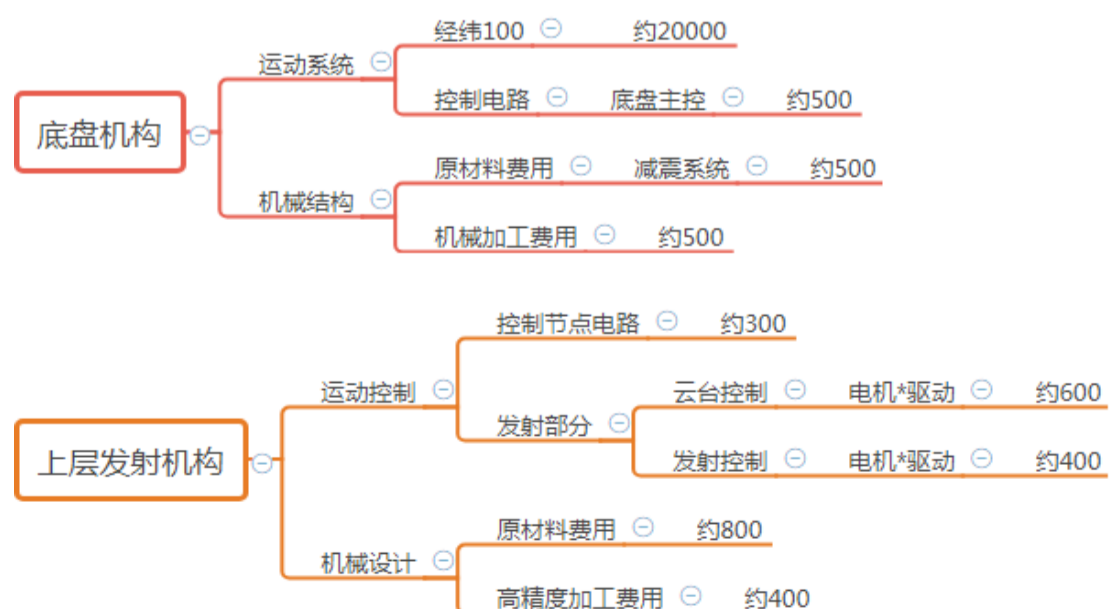 底盘机构
运动系统
经纬100 约20000
控制电路 底盘主控 约500
机械结构
原材料费用 减震系统 约500
机械加工费用 约500
上层发射机构
运动控制
控制节点电路 约300
发射部分
云台控制 电机*驱动 约600
发射控制 电机*驱动 约400
机械设计
原材料费用 约800
高精度加工费用 约400